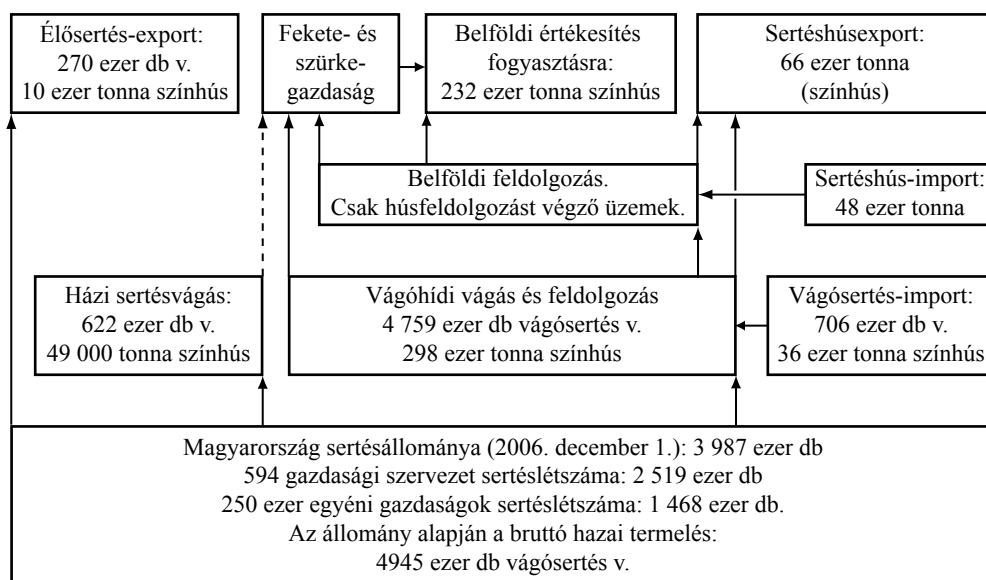 Élősertés-export:
270 ezer db v.
10 ezer tonna színhús
Fekete- és
szürke-
gazdaság
Belföldi értékesítés
fogyasztásra:
232 ezer tonna színhús
Sertéshúsexport:
66 ezer tonna
(színhús)
Belföldi feldolgozás.
Csak húsfeldolgozást végző üzemek.
Sertéshús-import:
48 ezer tonna
Házi sertésvágás:
622 ezer db v.
49 000 tonna színhús
Vágóhídi vágás és feldolgozás
4 759 ezer db vágósertés v.
298 ezer tonna színhús
Vágósertés-import:
706 ezer db v.
36 ezer tonna színhús
Magyarország sertésállománya (2006. december 1.): 3 987 ezer db
594 gazdasági szervezet sertéslétszáma: 2 519 ezer db
250 ezer egyéni gazdaságok sertéslétszáma: 1 468 ezer db.
Az állomány alapján a bruttó hazai termelés:
4945 ezer db vágósertés v.